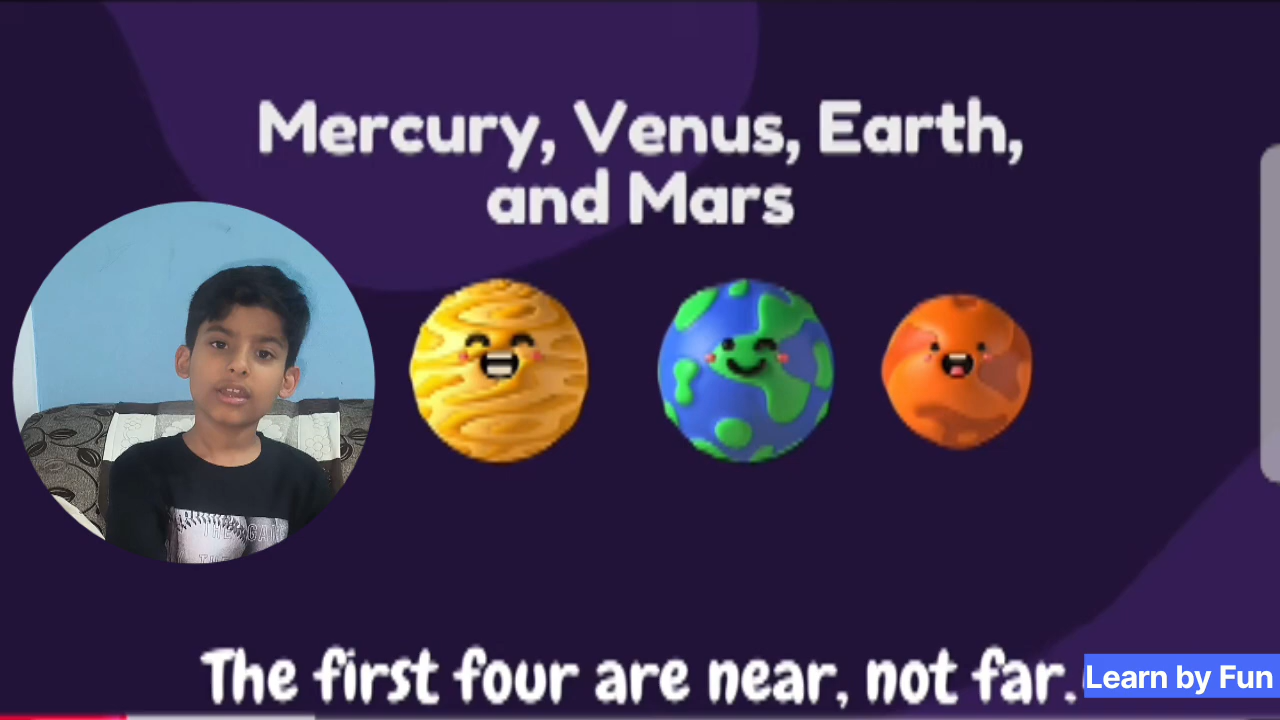 Mercury, Venus, Earth,
and Mars
The first four are near, not far.
Learn by Fun